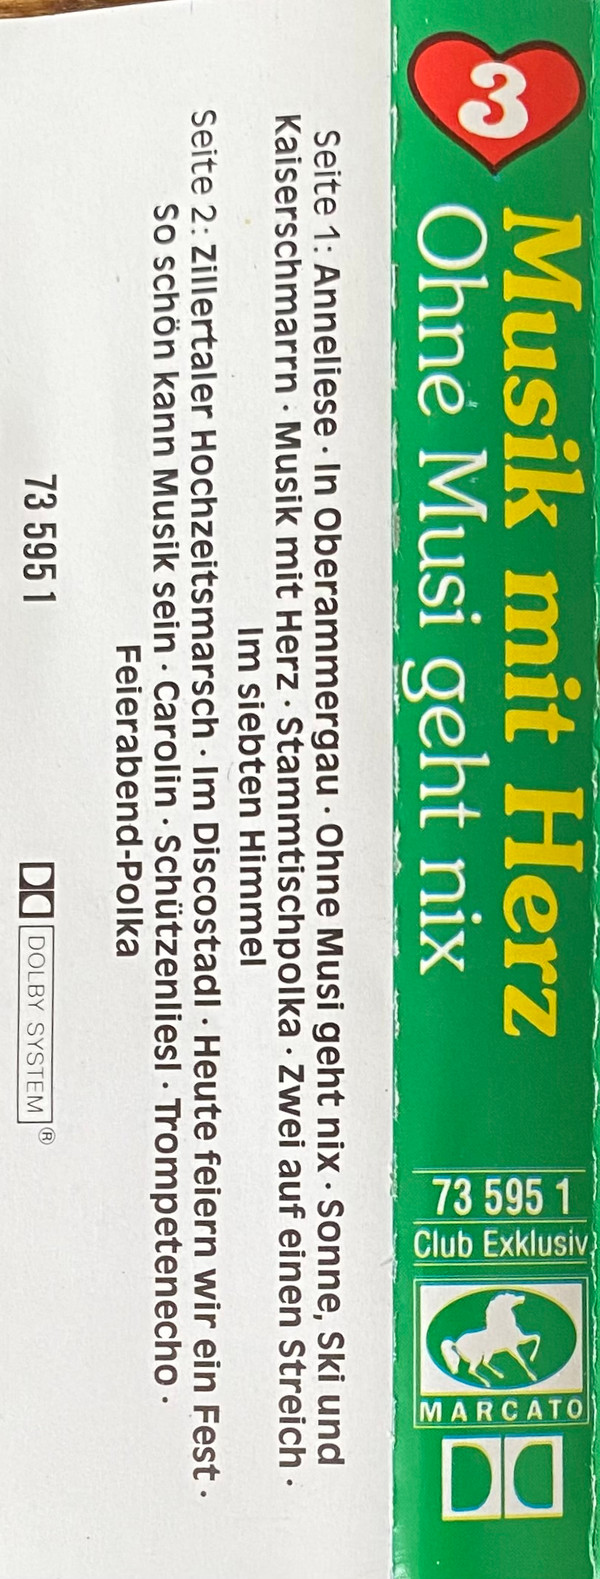 3
Musik mit Herz
Ohne Musi geht nix
73 595 1
Club Exklusiv
MARCATO
Seite 1: Anneliese · In Oberammergau · Ohne Musi geht nix · Sonne, Ski und
Kaiserschmarrn · Musik mit Herz · Stammtischpolka · Zwei auf einen Streich ·
Im siebten Himmel
Seite 2: Zillertaler Hochzeitsmarsch · Im Discostadl · Heute feiern wir ein Fest ·
So schön kann Musik sein · Carolin · Schützenliesl · Trompetenecho ·
Feierabend-Polka
73 595 1
DOLBY SYSTEM®